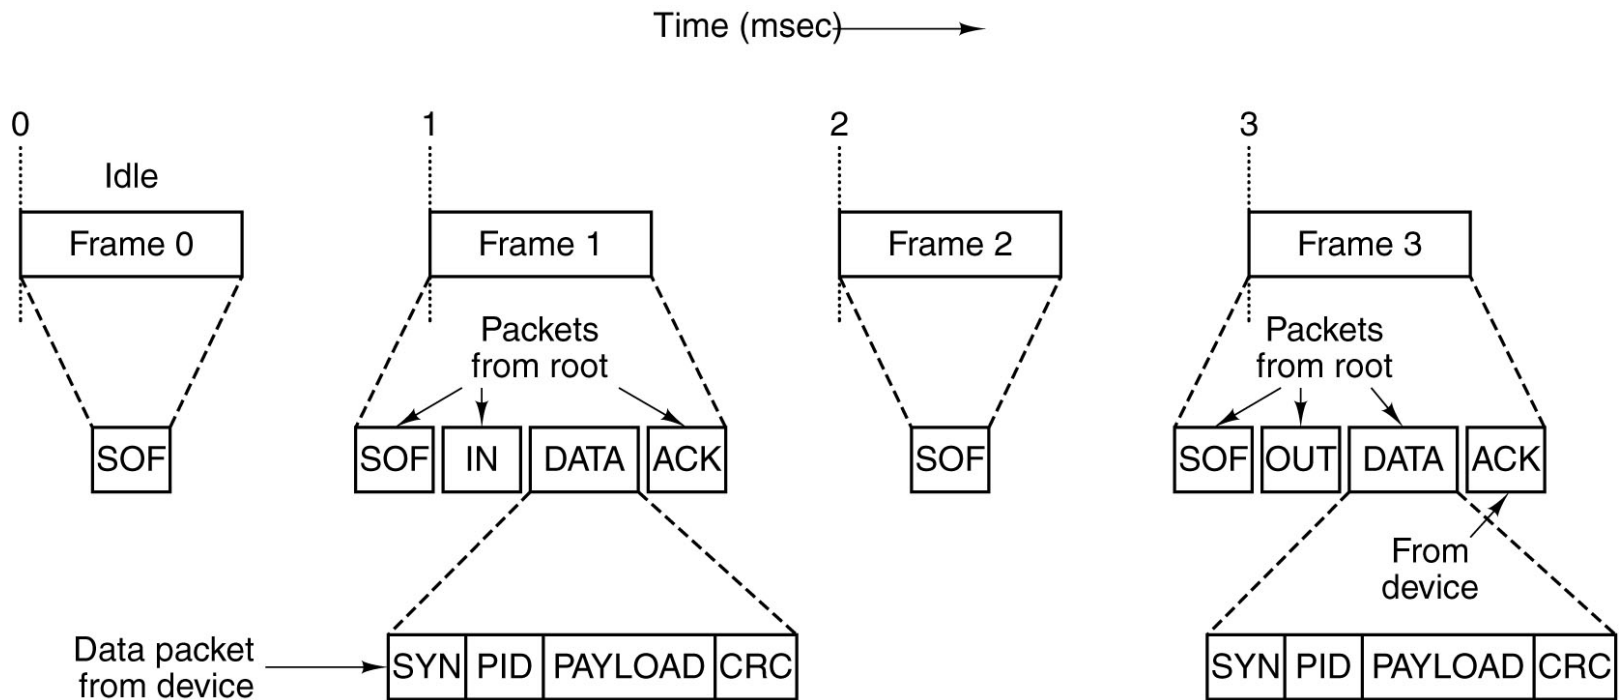 Time (msec)
0
1
2
3
Idle
Frame 0
Frame 1
Frame 2
Frame 3
Packets
from root
Packets
from root
SOF
SOF
IN
DATA
ACK
SOF
SOF
OUT
DATA
ACK
From
device
Data packet
from device
SYN
PID
PAYLOAD
CRC
SYN
PID
PAYLOAD
CRC